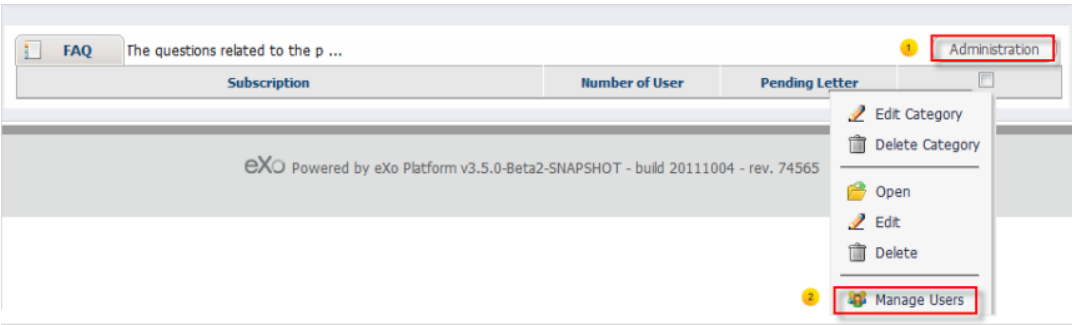 FAQ The questions related to the p ... 1 Administration
Subscription Number of User Pending Letter
Edit Category
Delete Category
eXo Powered by eXo Platform v3.5.0-Beta2-SNAPSHOT - build 20111004 - rev. 74565
Open
Edit
Delete
2 Manage Users